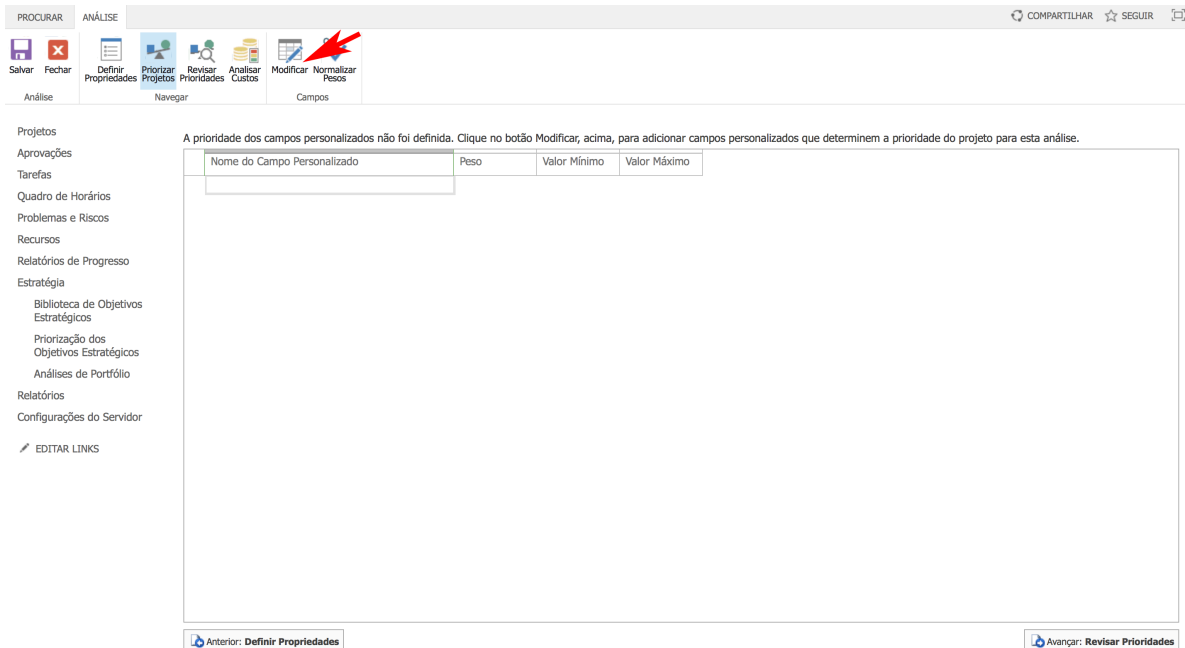 PROCURAR ANÁLISE COMPARTILHAR SEGUIR
Salvar Fechar Definir Propriedades Priorizar Projetos Revisar Prioridades Analisar Custos Modificar Normalizar Pesos
Análise Navegar Campos
Projetos
Aprovações
Tarefas
Quadro de Horários
Problemas e Riscos
Recursos
Relatórios de Progresso
Estratégia
Biblioteca de Objetivos
Estratégicos
Priorização dos
Objetivos Estratégicos
Análises de Portfólio
Relatórios
Configurações do Servidor
EDITAR LINKS
A prioridade dos campos personalizados não foi definida. Clique no botão Modificar, acima, para adicionar campos personalizados que determinem a prioridade do projeto para esta análise.
Nome do Campo Personalizado Peso Valor Mínimo Valor Máximo
Anterior: Definir Propriedades Avançar: Revisar Prioridades